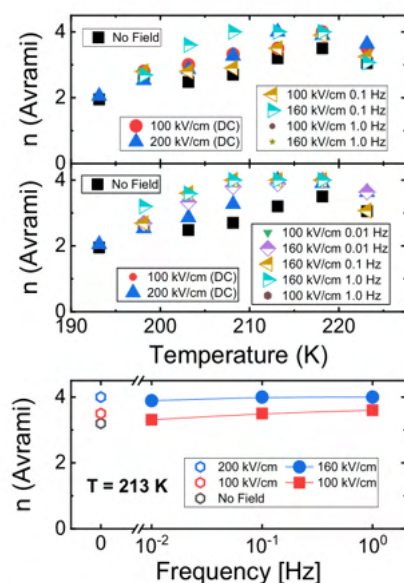 n (Avrami)
4
2
0
No Field
100 kV/cm (DC)
200 kV/cm (DC)
100 kV/cm 0.1 Hz
160 kV/cm 0.1 Hz
100 kV/cm 1.0 Hz
160 kV/cm 1.0 Hz
n (Avrami)
4
2
0
No Field
100 kV/cm (DC)
200 kV/cm (DC)
100 kV/cm 0.01 Hz
160 kV/cm 0.01 Hz
160 kV/cm 0.1 Hz
160 kV/cm 1.0 Hz
100 kV/cm 1.0 Hz
190 200 210 220
Temperature (K)
n (Avrami)
4
2
0
T = 213 K
200 kV/cm
100 kV/cm
No Field
160 kV/cm
100 kV/cm
0 10-2 10-1 100
Frequency [Hz]